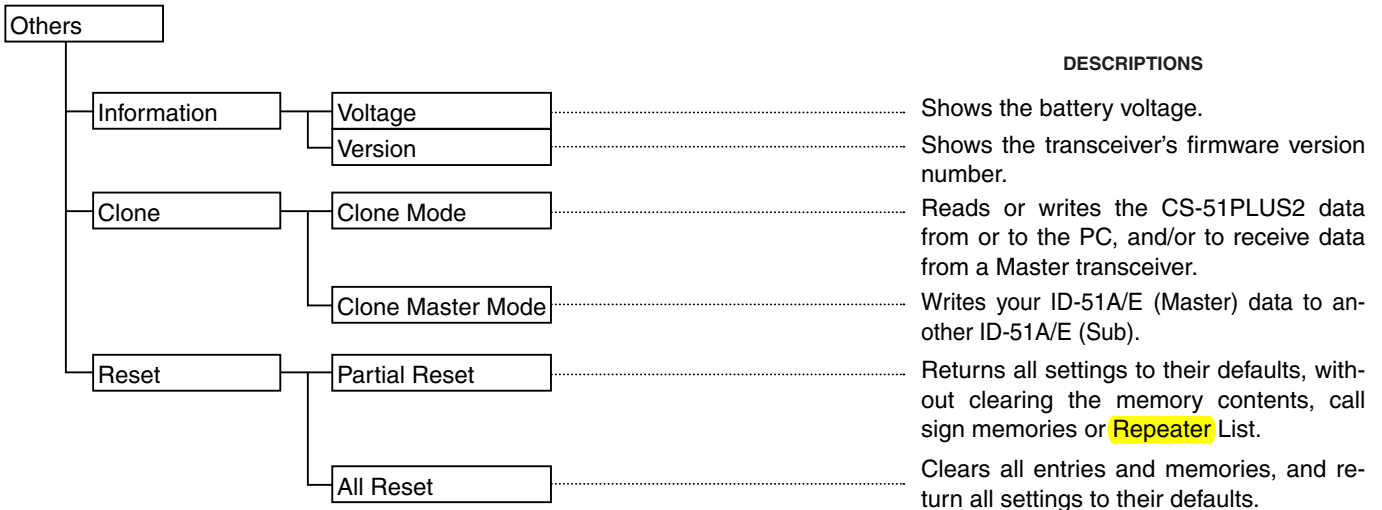 Others
DESCRIPTIONS
Information
Voltage
Shows the battery voltage.
Version
Shows the transceiver's firmware version
number.
Clone
Clone Mode
Reads or writes the CS-51PLUS2 data
from or to the PC, and/or to receive data
from a Master transceiver.
Clone Master Mode
Writes your ID-51A/E (Master) data to an-
other ID-51A/E (Sub).
Reset
Partial Reset
Returns all settings to their defaults, with-
out clearing the memory contents, call
sign memories or Repeater List.
All Reset
Clears all entries and memories, and re-
turn all settings to their defaults.